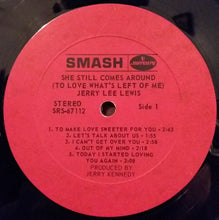 SMASH
mercury
SHE STILL COMES AROUND
(TO LOVE WHAT'S LEFT OF ME)
JERRY LEE LEWIS
STEREO
SRS-67112
Side 1
1. TO MAKE LOVE SWEETER FOR YOU - 2:43
2. LET'S TALK ABOUT US - 1:55
3. I CAN'T GET OVER YOU - 2:38
4. OUT OF MY MIND - 2:18
5. TODAY I STARTED LOVING
YOU AGAIN - 2:08
PRODUCED BY
JERRY KENNEDY